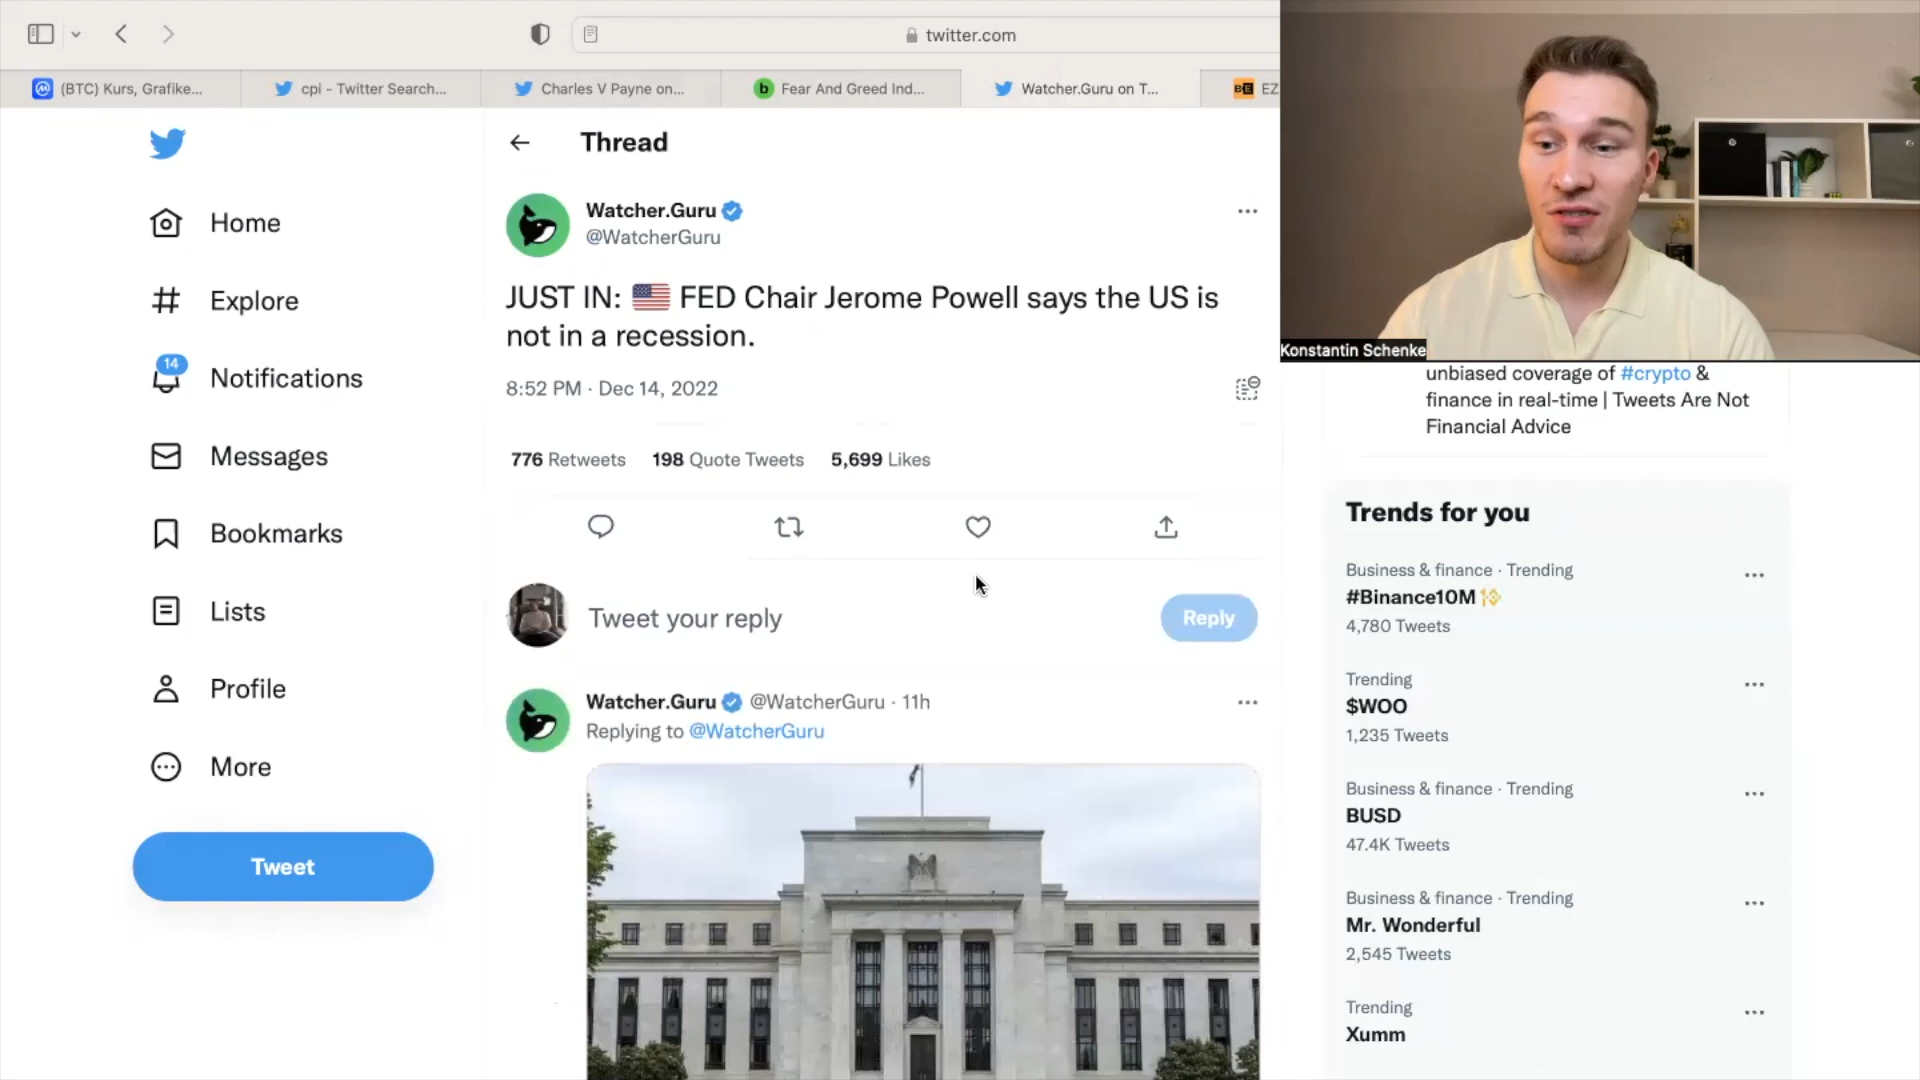 twitter.com
(BTC) Kurs, Grafike...
cpi - Twitter Search...
Charles V Payne on...
Fear And Greed Ind...
Watcher.Guru on T...
EZ
Thread
Home
Explore
14
Notifications
Messages
Bookmarks
Lists
Profile
More
Tweet
Watcher.Guru
@WatcherGuru
JUST IN: 🇺🇸 FED Chair Jerome Powell says the US is
not in a recession.
8:52 PM · Dec 14, 2022
776 Retweets 198 Quote Tweets 5,699 Likes
Tweet your reply
Reply
Watcher.Guru @WatcherGuru · 11h
Replying to @WatcherGuru
Konstantin Schenke
unbiased coverage of #crypto &
finance in real-time | Tweets Are Not
Financial Advice
Trends for you
Business & finance · Trending
#Binance10M
4,780 Tweets
Trending
$WOO
1,235 Tweets
Business & finance · Trending
BUSD
47.4K Tweets
Business & finance · Trending
Mr. Wonderful
2,545 Tweets
Trending
Xumm